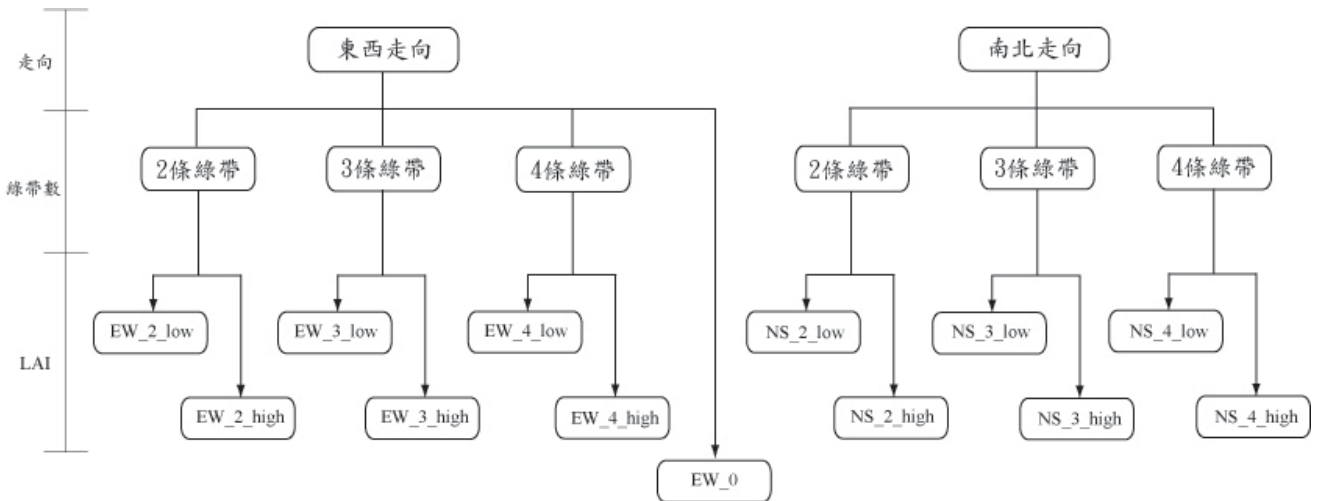 走向
東西走向
南北走向
綠帶數
2條綠帶
3條綠帶
4條綠帶
2條綠帶
3條綠帶
4條綠帶
LAI
EW_2_low
EW_3_low
EW_4_low
NS_2_low
NS_3_low
NS_4_low
EW_2_high
EW_3_high
EW_4_high
NS_2_high
NS_3_high
NS_4_high
EW_0